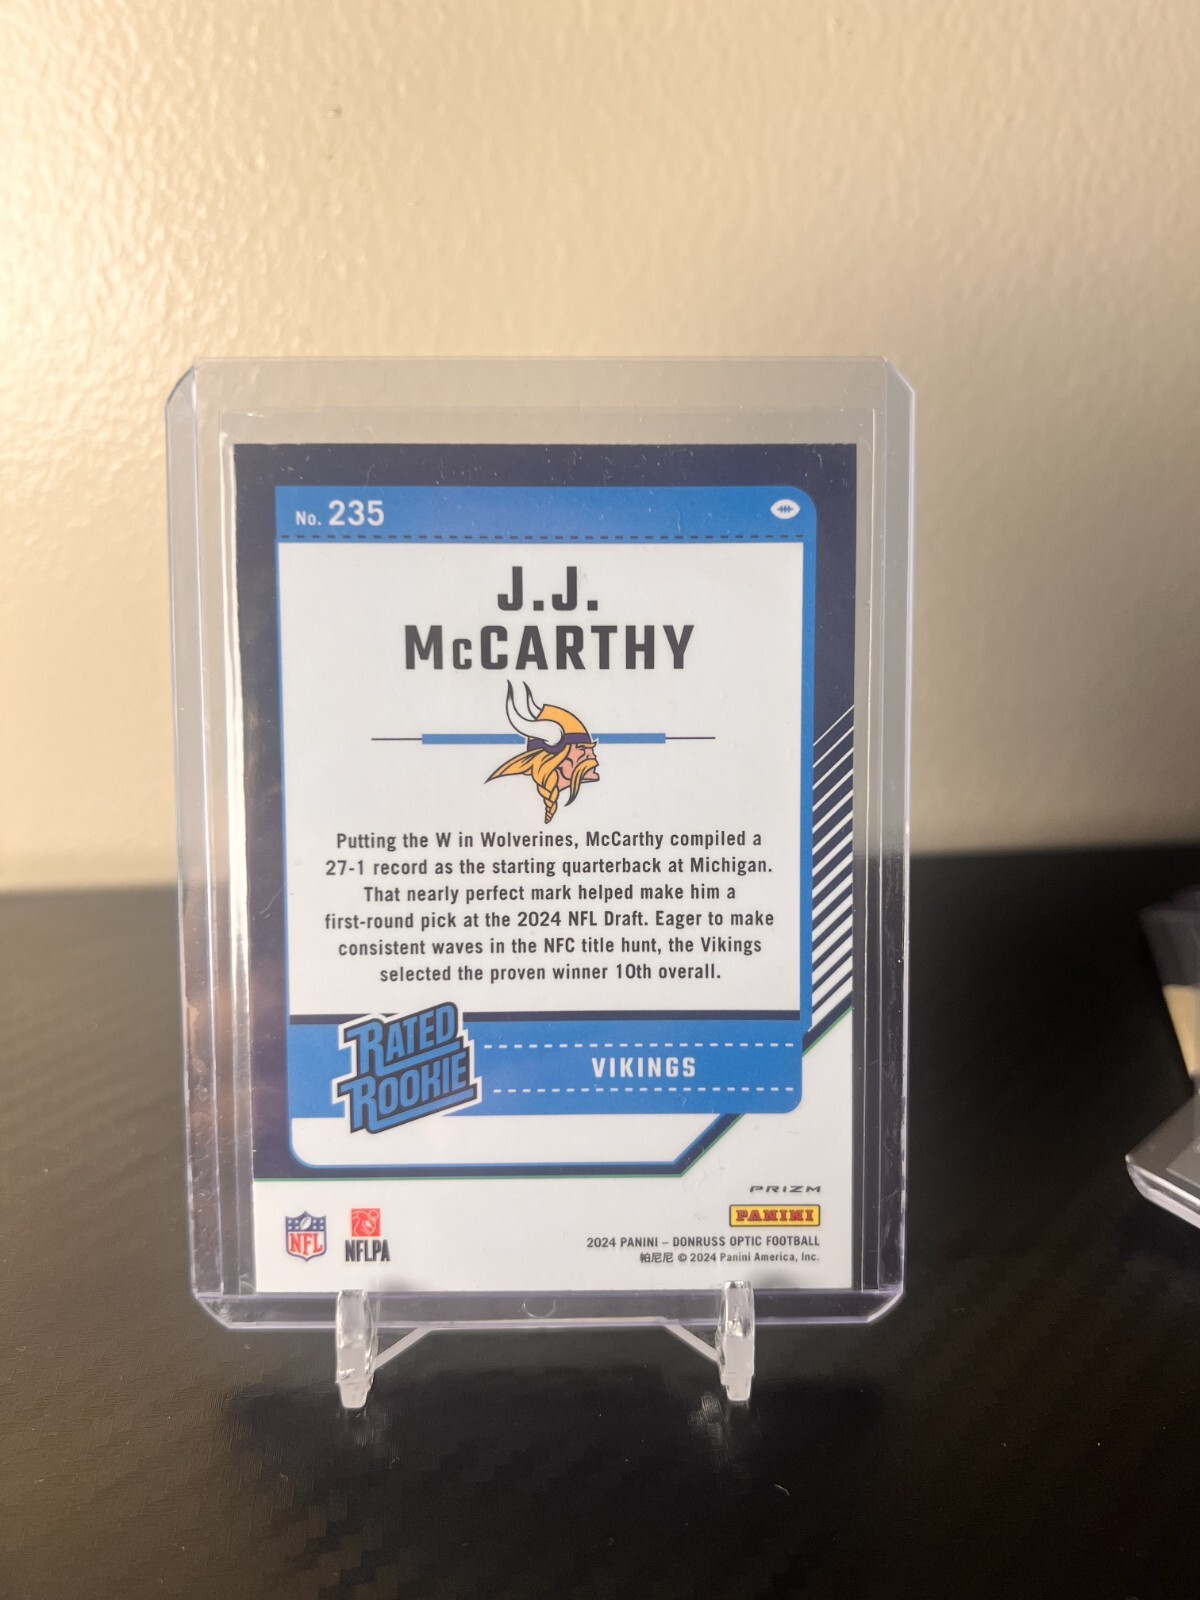 No. 235
J.J.
McCARTHY
Putting the W in Wolverines, McCarthy compiled a
27-1 record as the starting quarterback at Michigan.
That nearly perfect mark helped make him a
first-round pick at the 2024 NFL Draft. Eager to make
consistent waves in the NFC title hunt, the Vikings
selected the proven winner 10th overall.
RATED
ROOKIE
VIKINGS
PRIZM
PANINI
NFL
NFLPA
2024 PANINI – DONRUSS OPTIC FOOTBALL
帕尼尼 © 2024 Panini America, Inc.